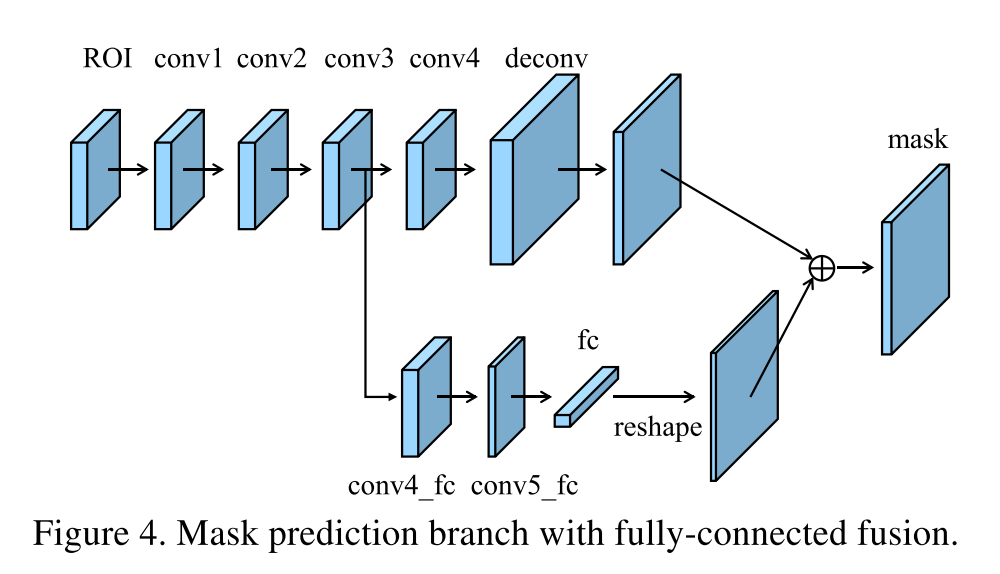 ROI conv1 conv2 conv3 conv4 deconv
mask
fc
reshape
conv4_fc conv5_fc
Figure 4. Mask prediction branch with fully-connected fusion.